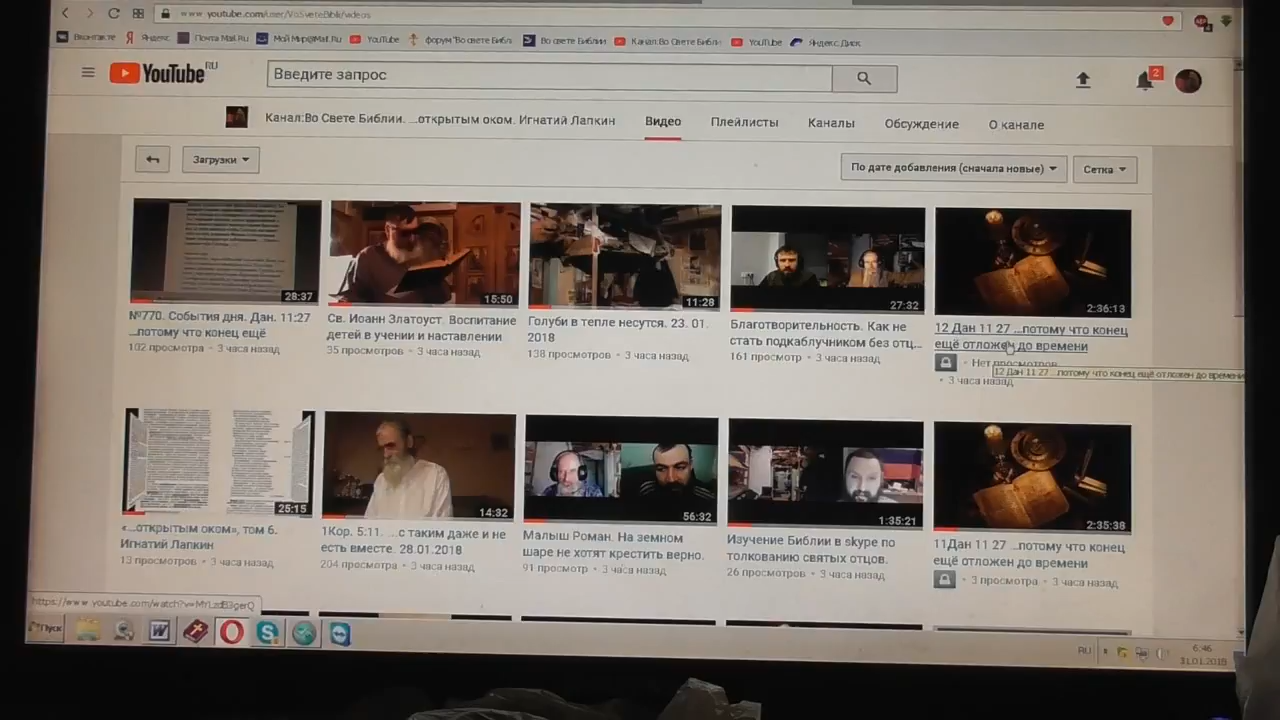 www.youtube.com/user/VoSveteBiblii/videos
Вконтакте Яндекс Почта Mail.Ru Мой Мир@Mail.Ru YouTube форум "Во свете Библ Во свете Библии Канал:Во Свете Библи YouTube Яндекс.Диск
YouTube RU Введите запрос 2
Канал:Во Свете Библии. ...открытым оком. Игнатий Лапкин Видео Плейлисты Каналы Обсуждение О канале
Загрузки По дате добавления (сначала новые) Сетка
28:37 15:50 11:28 27:32 2:36:13
№770. События дня. Дан. 11:27
...потому что конец ещё
102 просмотра • 3 часа назад
Св. Иоанн Златоуст. Воспитание
детей в учении и наставлении
35 просмотров • 3 часа назад
Голуби в тепле несутся. 23. 01.
2018
138 просмотров • 3 часа назад
Благотворительность. Как не
стать подкаблучником без отц...
161 просмотр • 3 часа назад
12 Дан 11 27 ...потому что конец
ещё отложен до времени
• Нет просмотров
12 Дан 11 27 ...потому что конец ещё отложен до времени
• 3 часа назад
25:15 14:32 56:32 1:35:21 2:35:38
«...открытым оком», том 6.
Игнатий Лапкин
13 просмотров • 3 часа назад
1Кор. 5:11. ...с таким даже и не
есть вместе. 28.01.2018
204 просмотра • 3 часа назад
Малыш Роман. На земном
шаре не хотят крестить верно.
91 просмотр • 3 часа назад
Изучение Библии в skype по
толкованию святых отцов.
26 просмотров • 3 часа назад
11Дан 11 27 ...потому что конец
ещё отложен до времени
• 3 просмотра • 3 часа назад
Пуск
RU 6:46
31.01.2018